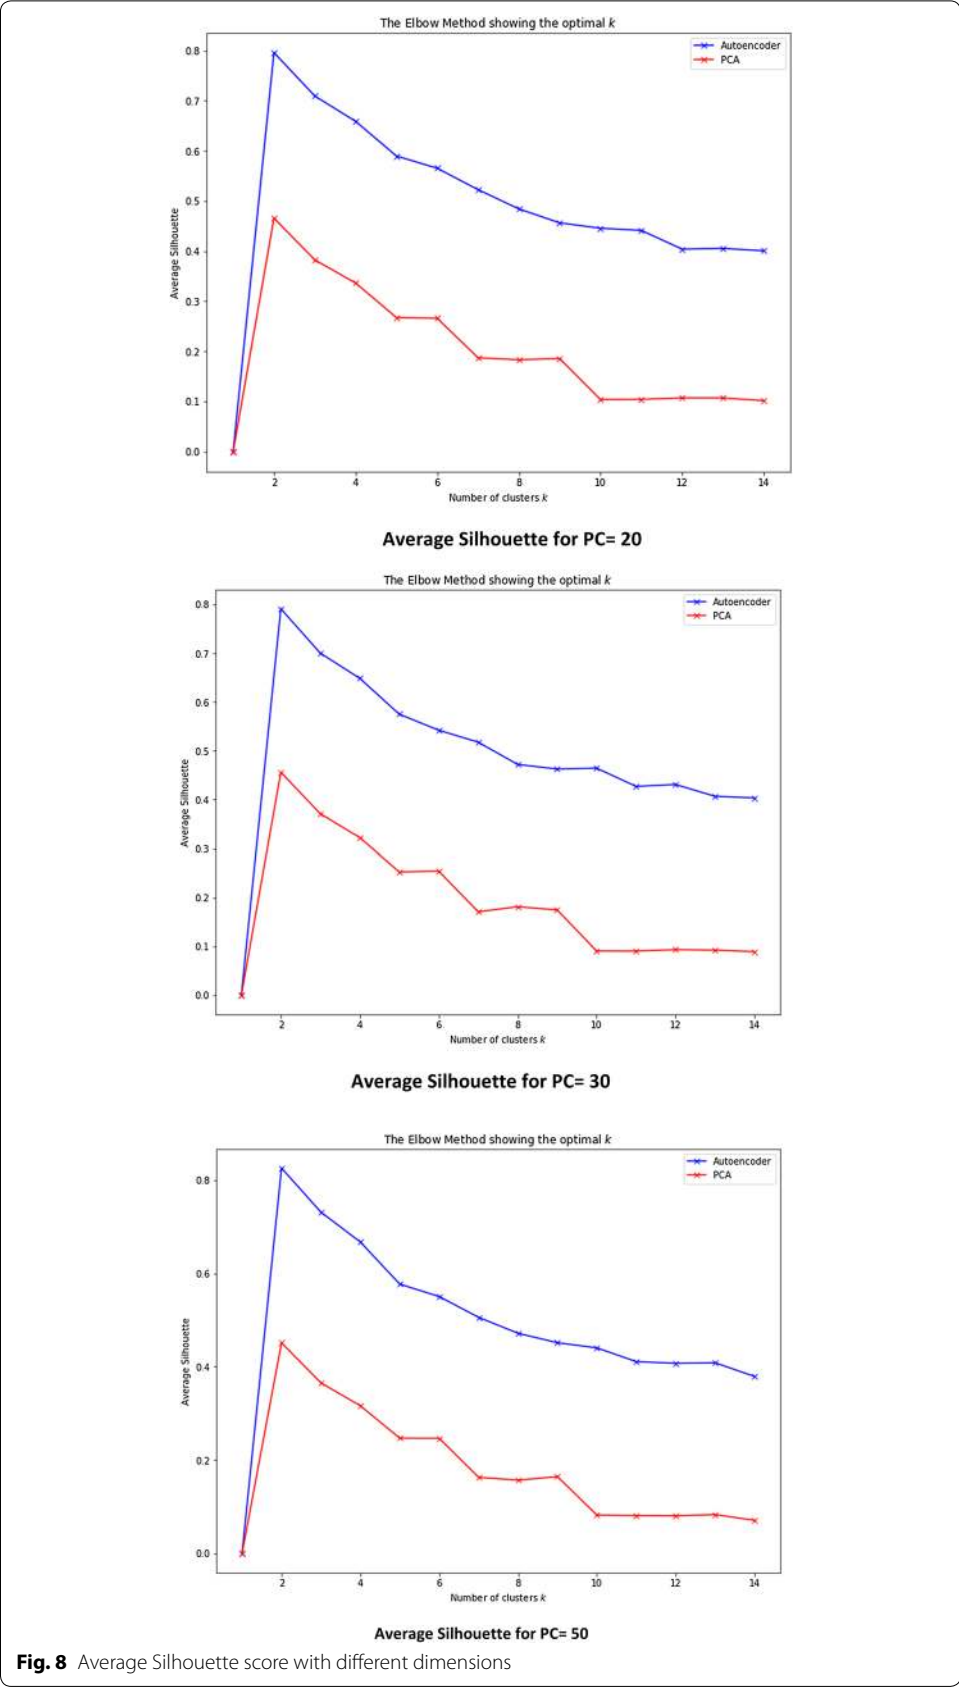 The Elbow Method showing the optimal k
Autoencoder
PCA
0.8
0.7
0.6
0.5
0.4
0.3
0.2
0.1
0.0
Average Silhouette
2 4 6 8 10 12 14
Number of clusters k
Average Silhouette for PC= 20
The Elbow Method showing the optimal k
Autoencoder
PCA
0.8
0.7
0.6
0.5
0.4
0.3
0.2
0.1
0.0
Average Silhouette
2 4 6 8 10 12 14
Number of clusters k
Average Silhouette for PC= 30
The Elbow Method showing the optimal k
Autoencoder
PCA
0.8
0.6
0.4
0.2
0.0
Average Silhouette
2 4 6 8 10 12 14
Number of clusters k
Average Silhouette for PC= 50
Fig. 8 Average Silhouette score with different dimensions